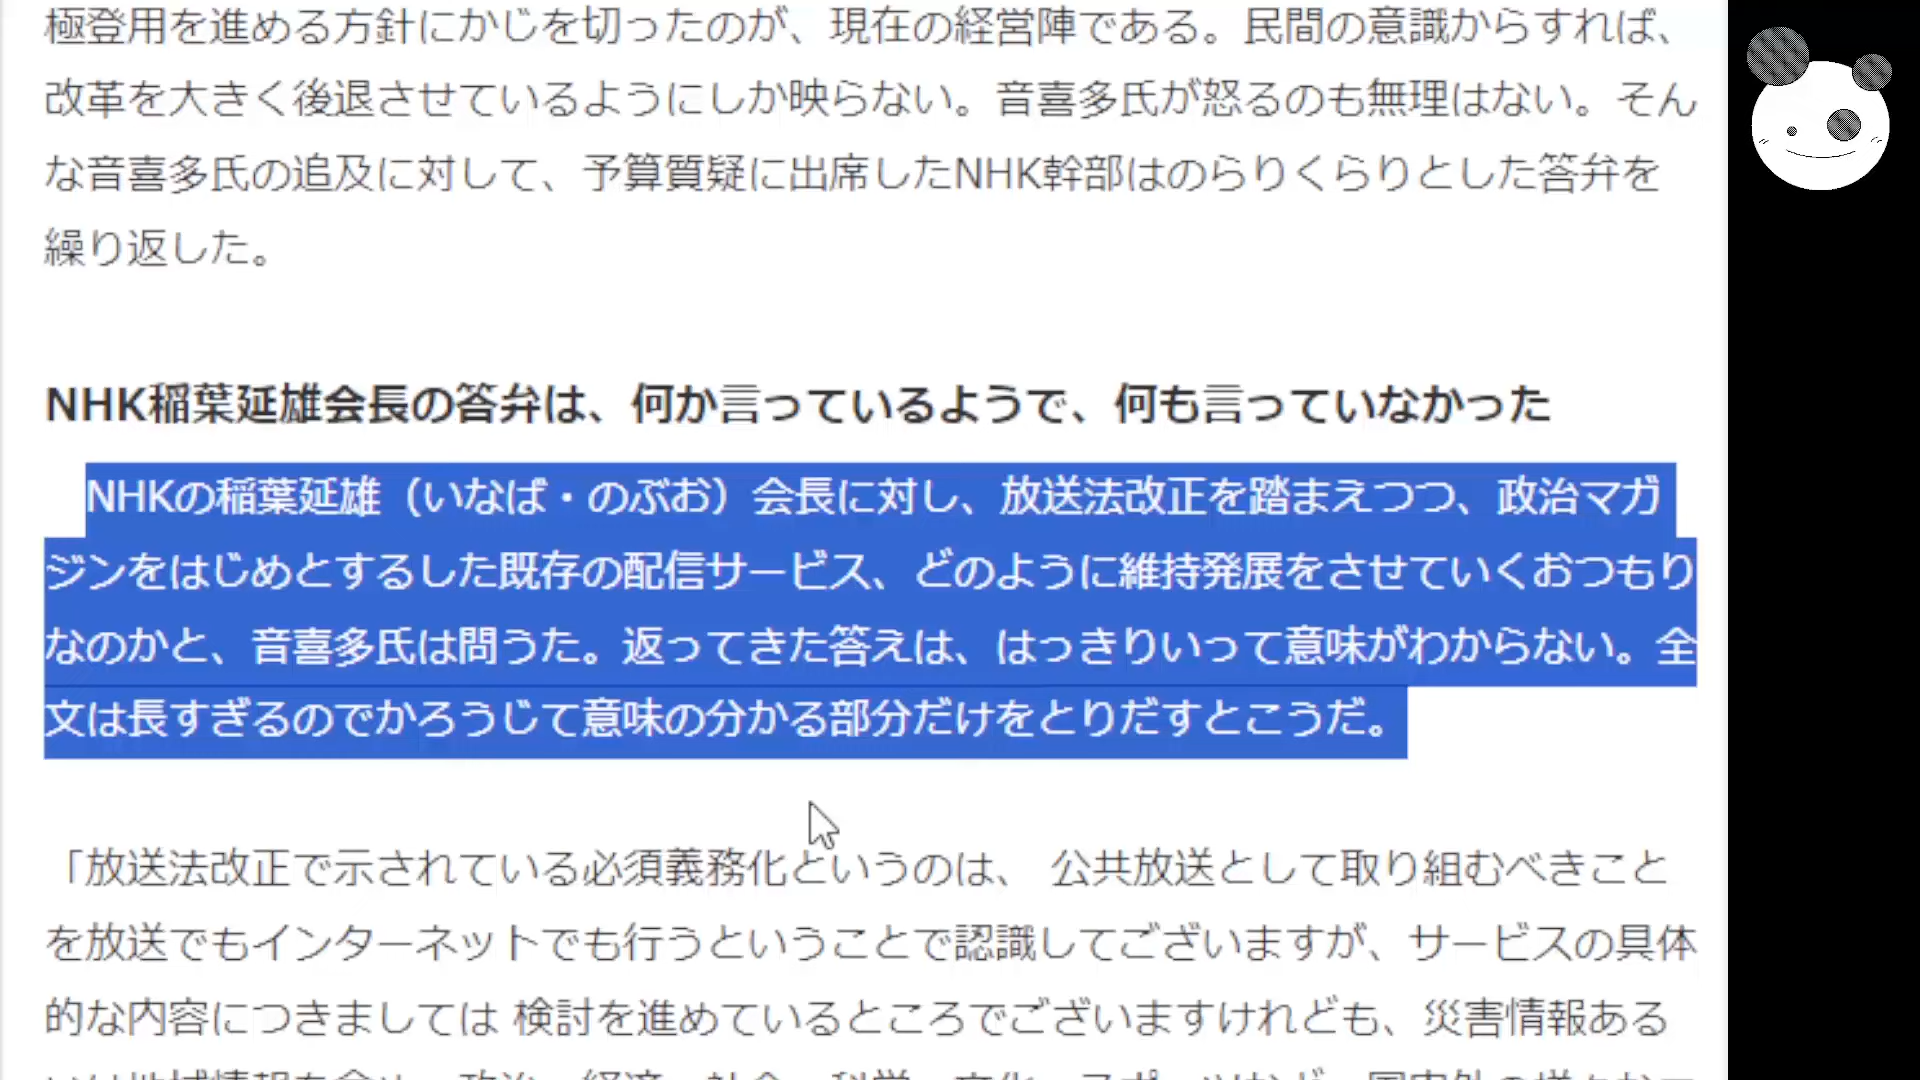 極登用を進める方針にかじを切ったのが、現在の経営陣である。民間の意識からすれば、
改革を大きく後退させているようにしか映らない。音喜多氏が怒るのも無理はない。そん
な音喜多氏の追及に対して、予算質疑に出席したNHK幹部はのらりくらりとした答弁を
繰り返した。
NHK稲葉延雄会長の答弁は、何か言っているようで、何も言っていなかった
NHKの稲葉延雄（いなば・のぶお）会長に対し、放送法改正を踏まえつつ、政治マガ
ジンをはじめとするした既存の配信サービス、どのように維持発展をさせていくおつもり
なのかと、音喜多氏は問うた。返ってきた答えは、はっきりいって意味がわからない。全
文は長すぎるのでかろうじて意味の分かる部分だけをとりだすとこうだ。
「放送法改正で示されている必須義務化というのは、 公共放送として取り組むべきこと
を放送でもインターネットでも行うということで認識してございますが、サービスの具体
的な内容につきましては 検討を進めているところでございますけれども、災害情報ある